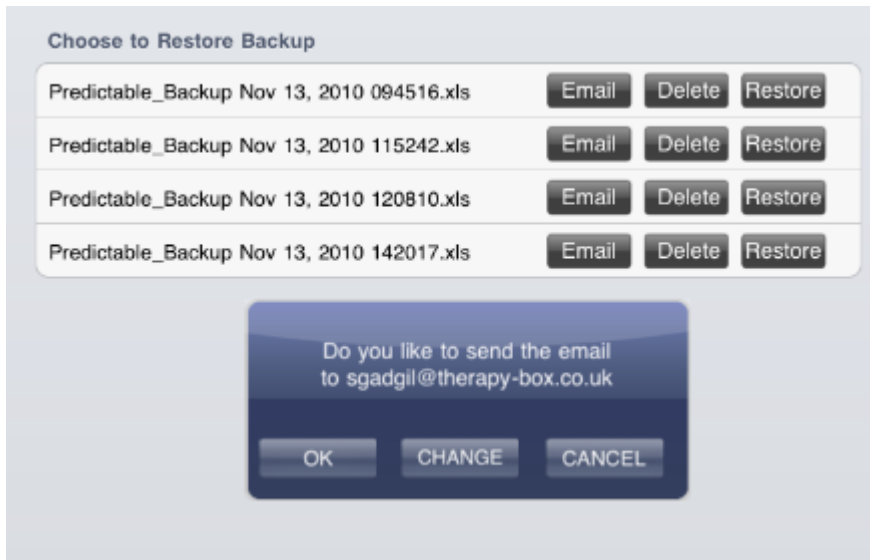 Choose to Restore Backup
Predictable_Backup Nov 13, 2010 094516.xls Email Delete Restore
Predictable_Backup Nov 13, 2010 115242.xls Email Delete Restore
Predictable_Backup Nov 13, 2010 120810.xls Email Delete Restore
Predictable_Backup Nov 13, 2010 142017.xls Email Delete Restore
Do you like to send the email
to sgadgil@therapy-box.co.uk
OK CHANGE CANCEL